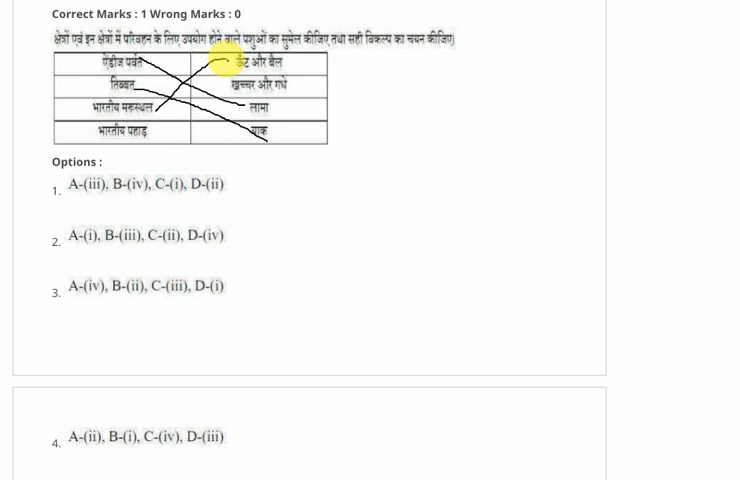 Correct Marks : 1 Wrong Marks : 0
क्षेत्रों एवं इन क्षेत्रों में परिवहन के लिए उपयोग होने वाले पशुओं का सुमेल कीजिए तथा सही विकल्प का चयन कीजिए|
ऐंडीज पर्वत ऊँट और बैल
तिब्बत खच्चर और गधे
भारतीय मरूस्थल लामा
भारतीय पहाड़ याक
Options :
1. A-(iii), B-(iv), C-(i), D-(ii)
2. A-(i), B-(iii), C-(ii), D-(iv)
3. A-(iv), B-(ii), C-(iii), D-(i)
4. A-(ii), B-(i), C-(iv), D-(iii)